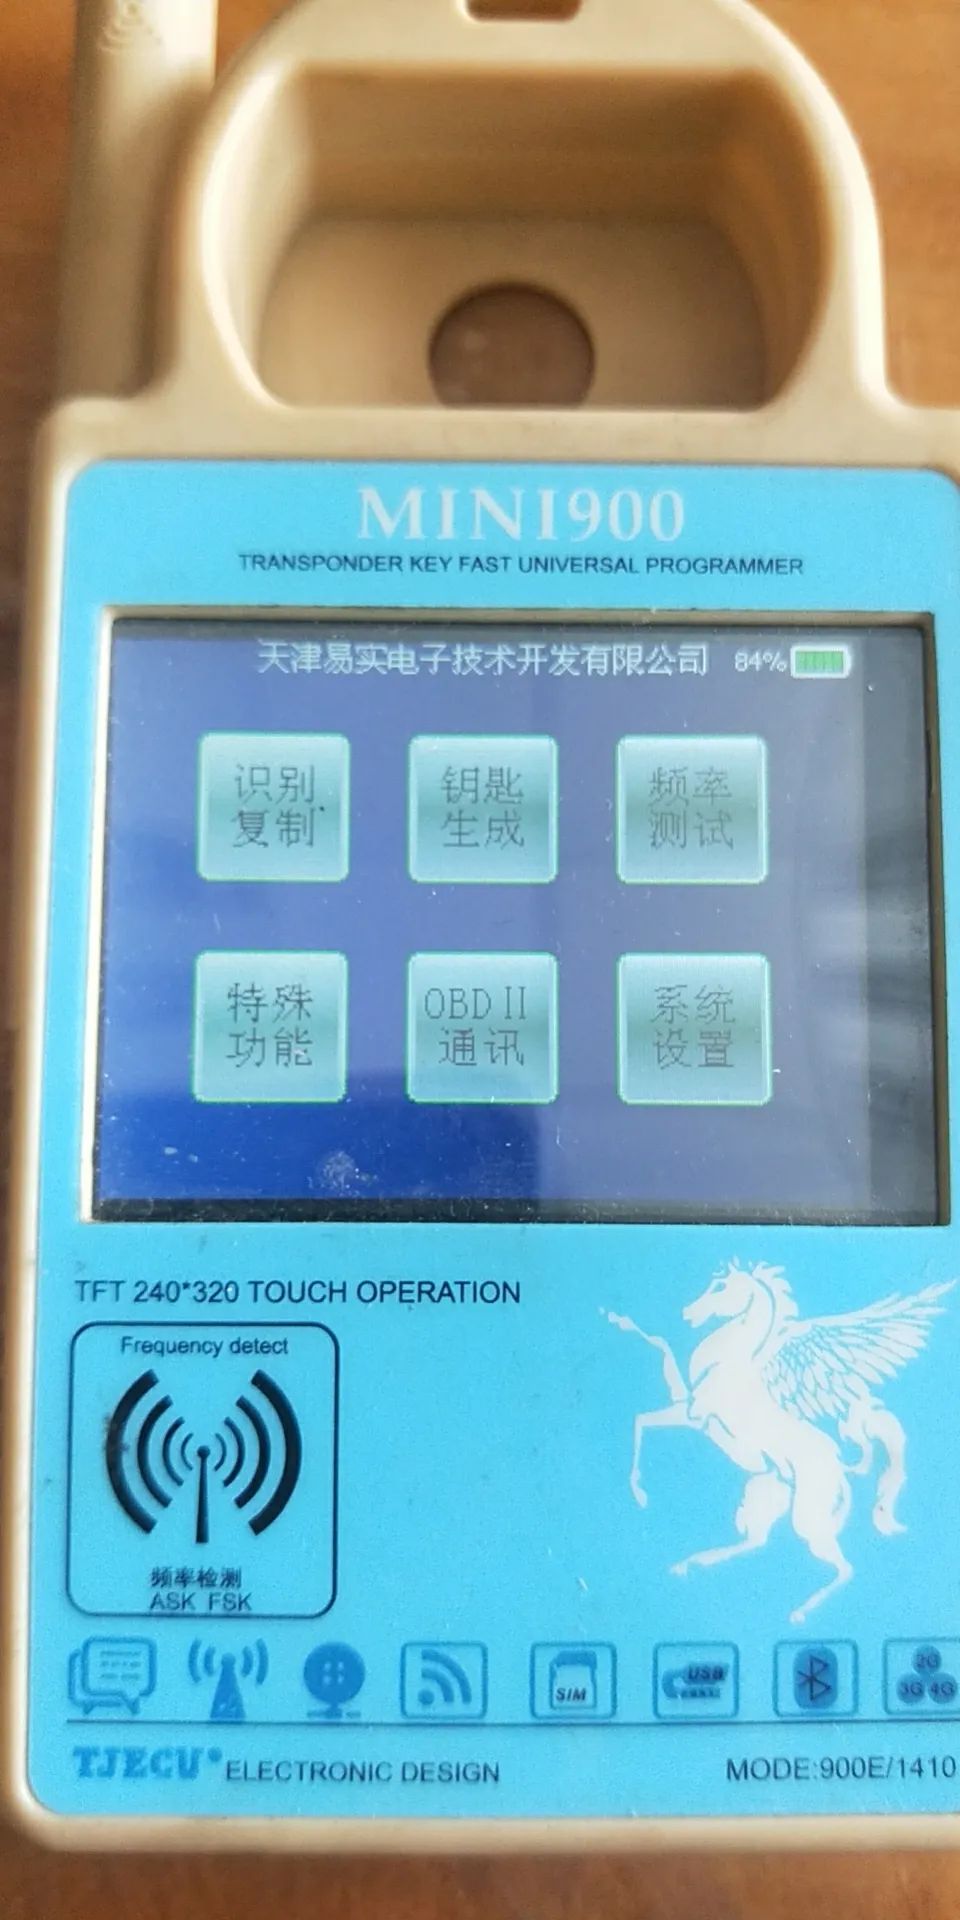 MINI900
TRANSPONDER KEY FAST UNIVERSAL PROGRAMMER
天津易实电子技术开发有限公司 84%
识别
复制
钥匙
生成
频率
测试
特殊
功能
OBD II
通讯
系统
设置
TFT 240*320 TOUCH OPERATION
Frequency detect
频率检测
ASK FSK
SIM
USB
2G
3G 4G
TJECU ELECTRONIC DESIGN
MODE:900E/1410